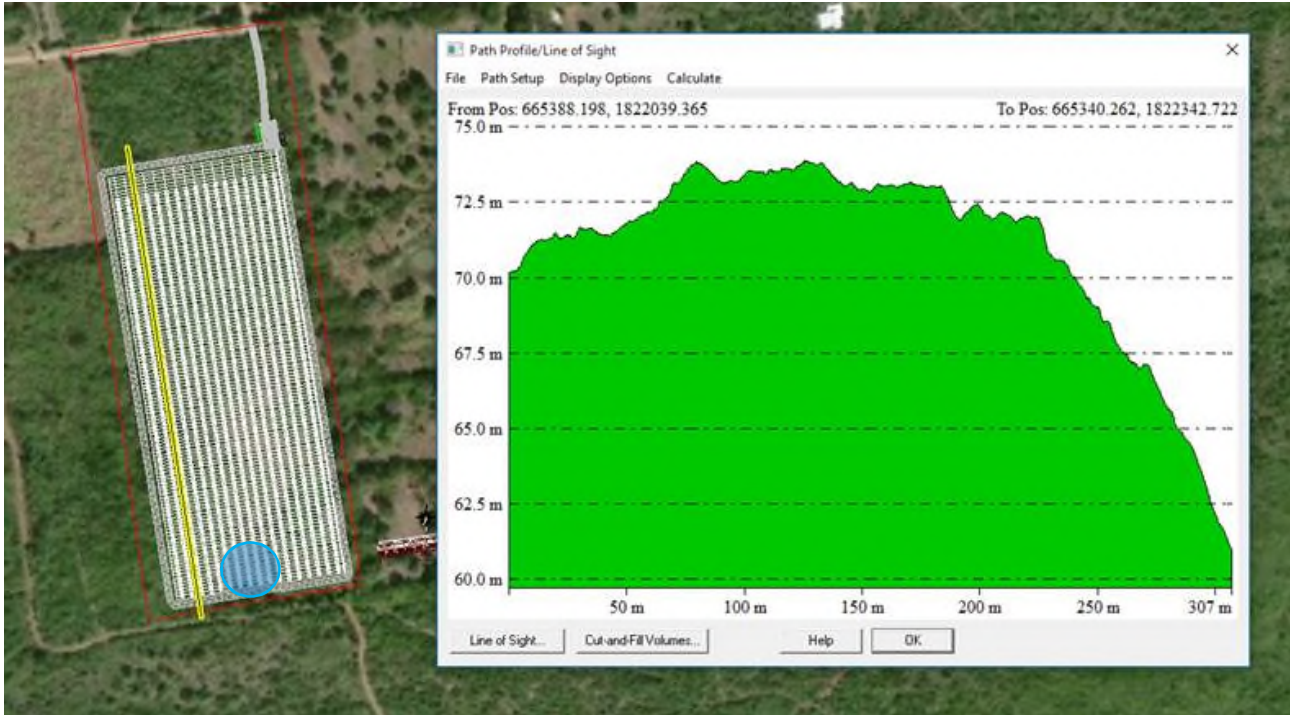 Path Profile/Line of Sight
File Path Setup Display Options Calculate
From Pos: 665388.198, 1822039.365 To Pos: 665340.262, 1822342.722
75.0 m
72.5 m
70.0 m
67.5 m
65.0 m
62.5 m
60.0 m
50 m 100 m 150 m 200 m 250 m 307 m
Line of Sight... Cut-and-Fill Volumes... Help OK